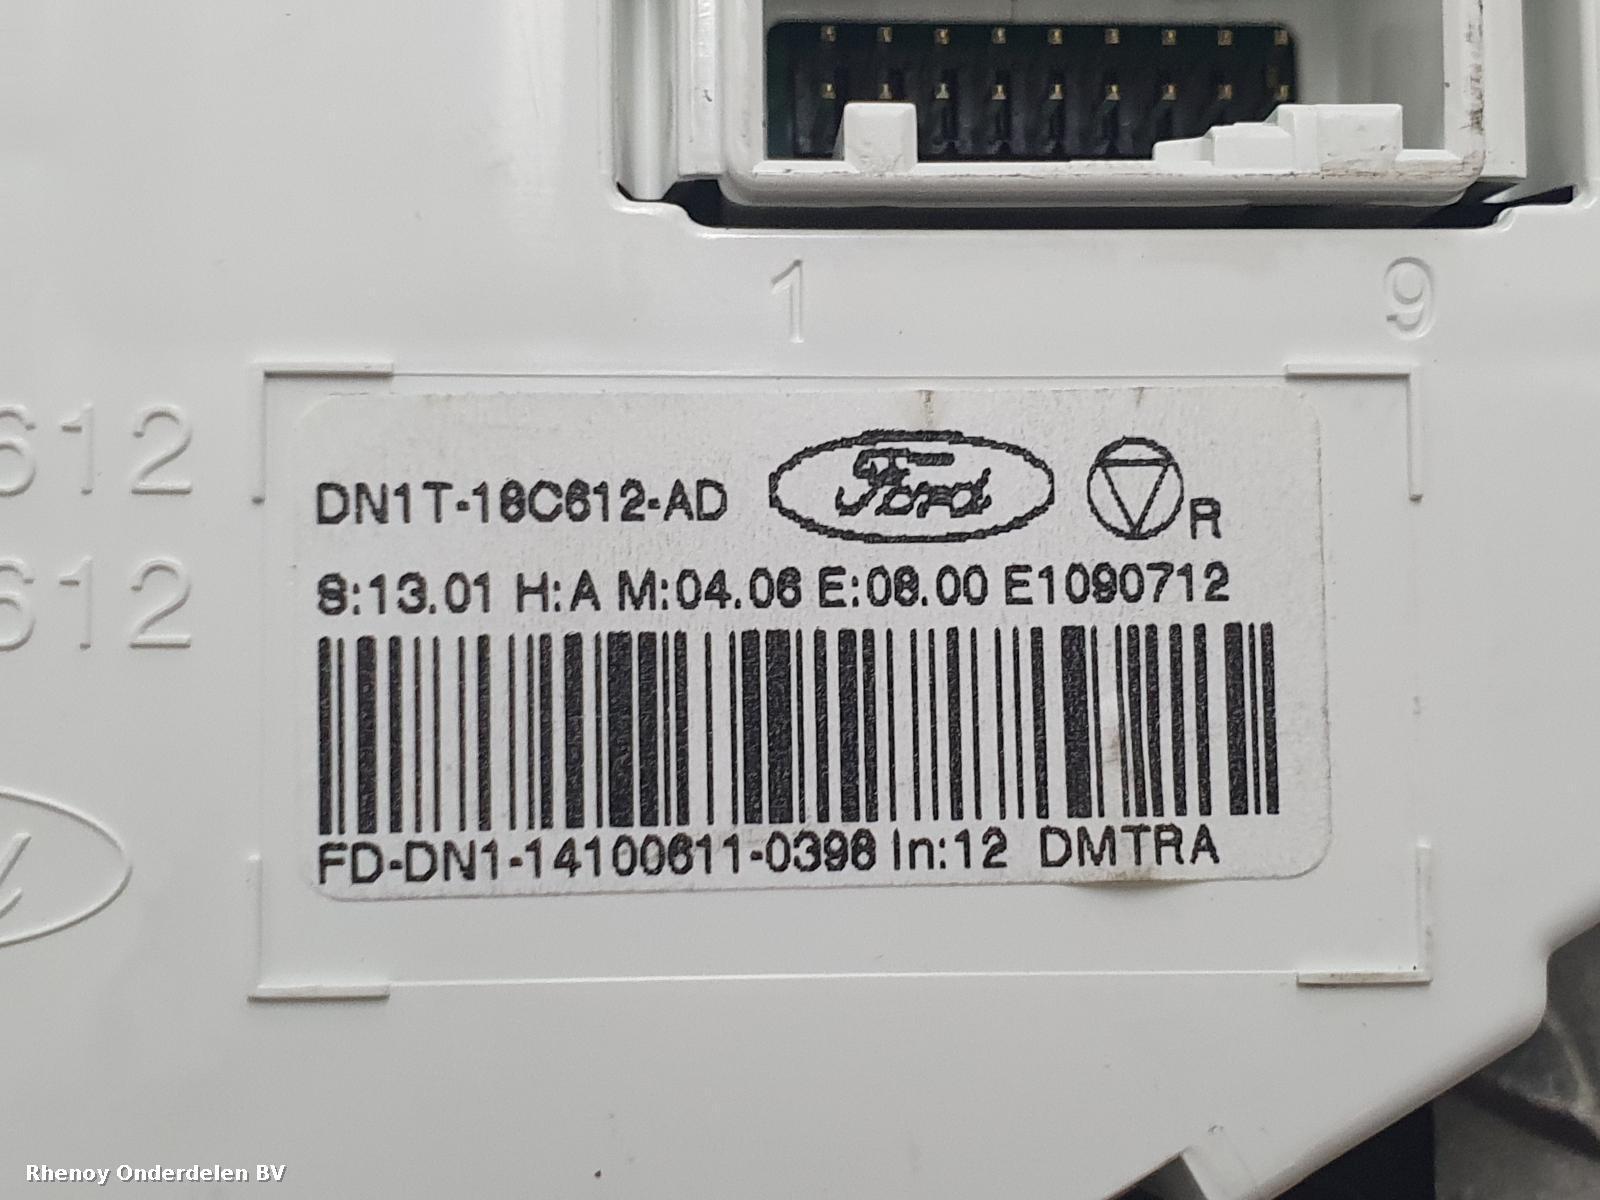 1 9
612
612
DN1T-18C612-AD Ford R
S:13.01 H:A M:04.06 E:08.00 E1090712
FD-DN1-14100611-0398 In:12 DMTRA
Rhenoy Onderdelen BV